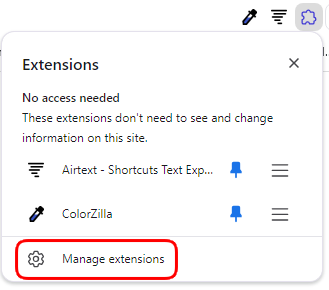 Extensions
No access needed
These extensions don't need to see and change
information on this site.
Airtext - Shortcuts Text Exp...
ColorZilla
Manage extensions